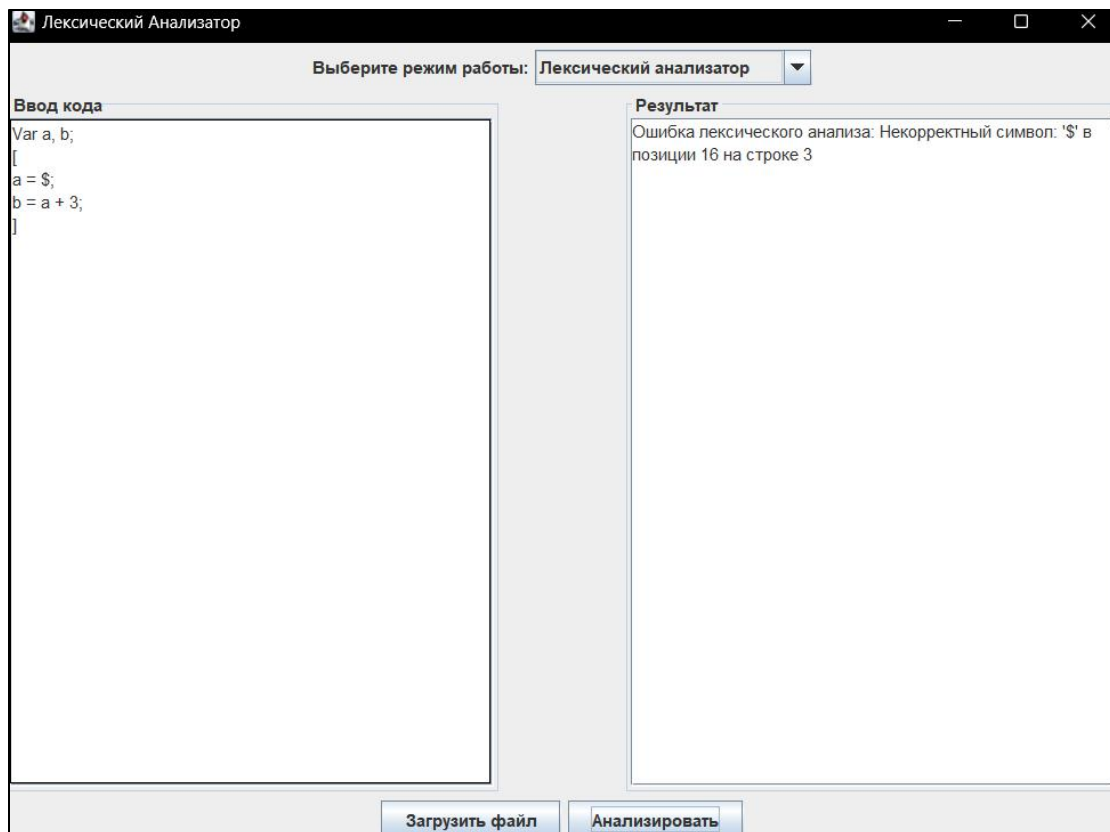 Лексический Анализатор
Выберите режим работы: Лексический анализатор
Ввод кода
Var a, b;
[
a = $;
b = a + 3;
]
Результат
Ошибка лексического анализа: Некорректный символ: '$' в
позиции 16 на строке 3
Загрузить файл
Анализировать